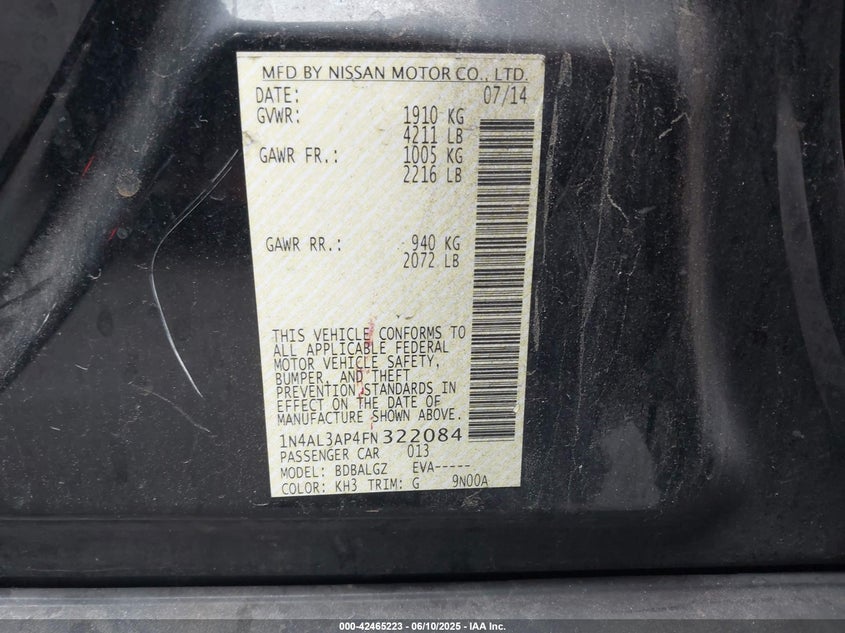 MFD BY NISSAN MOTOR CO., LTD.
DATE: 07/14
GVWR: 1910 KG
4211 LB
GAWR FR.: 1005 KG
2216 LB
GAWR RR.: 940 KG
2072 LB
THIS VEHICLE CONFORMS TO
ALL APPLICABLE FEDERAL
MOTOR VEHICLE SAFETY,
BUMPER, AND THEFT
PREVENTION STANDARDS IN
EFFECT ON THE DATE OF
MANUFACTURE SHOWN ABOVE.
1N4AL3AP4FN322084
PASSENGER CAR 013
MODEL: BDBALGZ EVA-----
COLOR: KH3 TRIM: G 9N00A
000-42465223 — 06/10/2025 - IAA Inc.